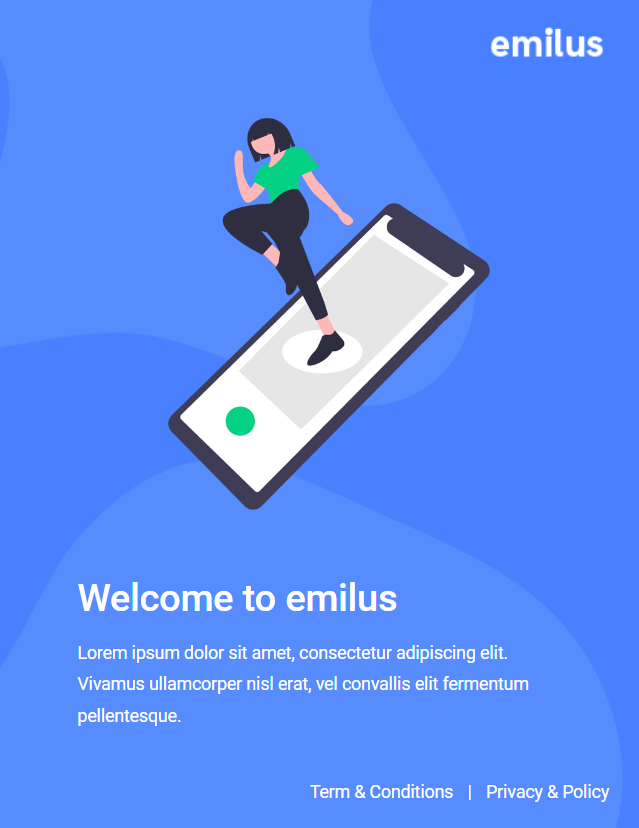 emilus
Welcome to emilus
Lorem ipsum dolor sit amet, consectetur adipiscing elit.
Vivamus ullamcorper nisl erat, vel convallis elit fermentum
pellentesque.
Term & Conditions | Privacy & Policy